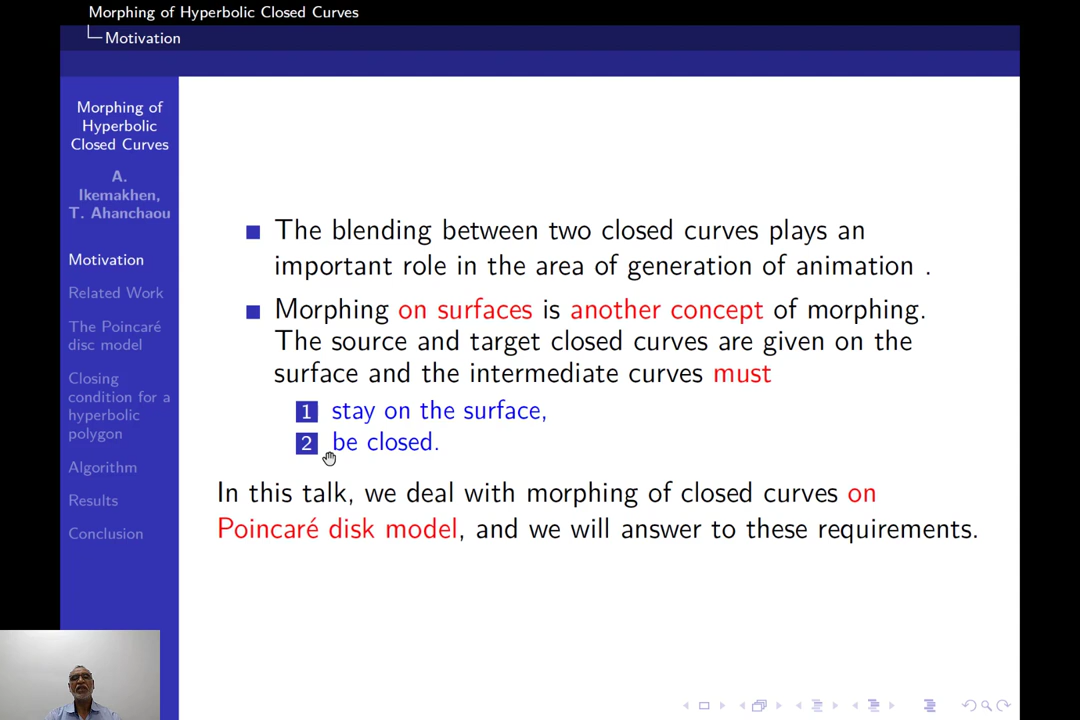 Morphing of Hyperbolic Closed Curves
Motivation
Morphing of
Hyperbolic
Closed Curves
A.
Ikemakhen,
T. Ahanchaou
Motivation
Related Work
The Poincaré
disc model
Closing
condition for a
hyperbolic
polygon
Algorithm
Results
Conclusion
The blending between two closed curves plays an
important role in the area of generation of animation .
Morphing on surfaces is another concept of morphing.
The source and target closed curves are given on the
surface and the intermediate curves must
1 stay on the surface,
2 be closed.
In this talk, we deal with morphing of closed curves on
Poincaré disk model, and we will answer to these requirements.